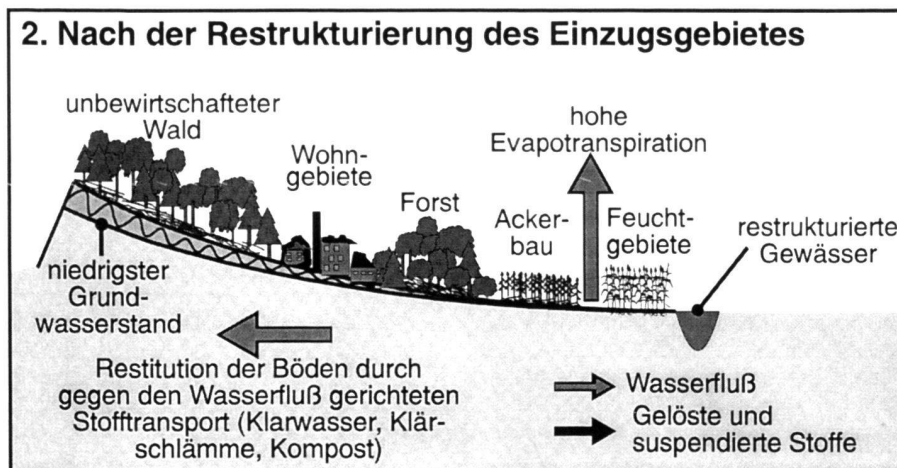 2. Nach der Restrukturierung des Einzugsgebietes
unbewirtschafteter
Wald
Wohn-
gebiete
Forst
hohe
Evapotranspiration
Acker-
bau
Feucht-
gebiete
restrukturierte
Gewässer
niedrigster
Grund-
wasserstand
Restitution der Böden durch
gegen den Wasserfluß gerichteten
Stofftransport (Klarwasser, Klär-
schlämme, Kompost)
Wasserfluß
Gelöste und
suspendierte Stoffe